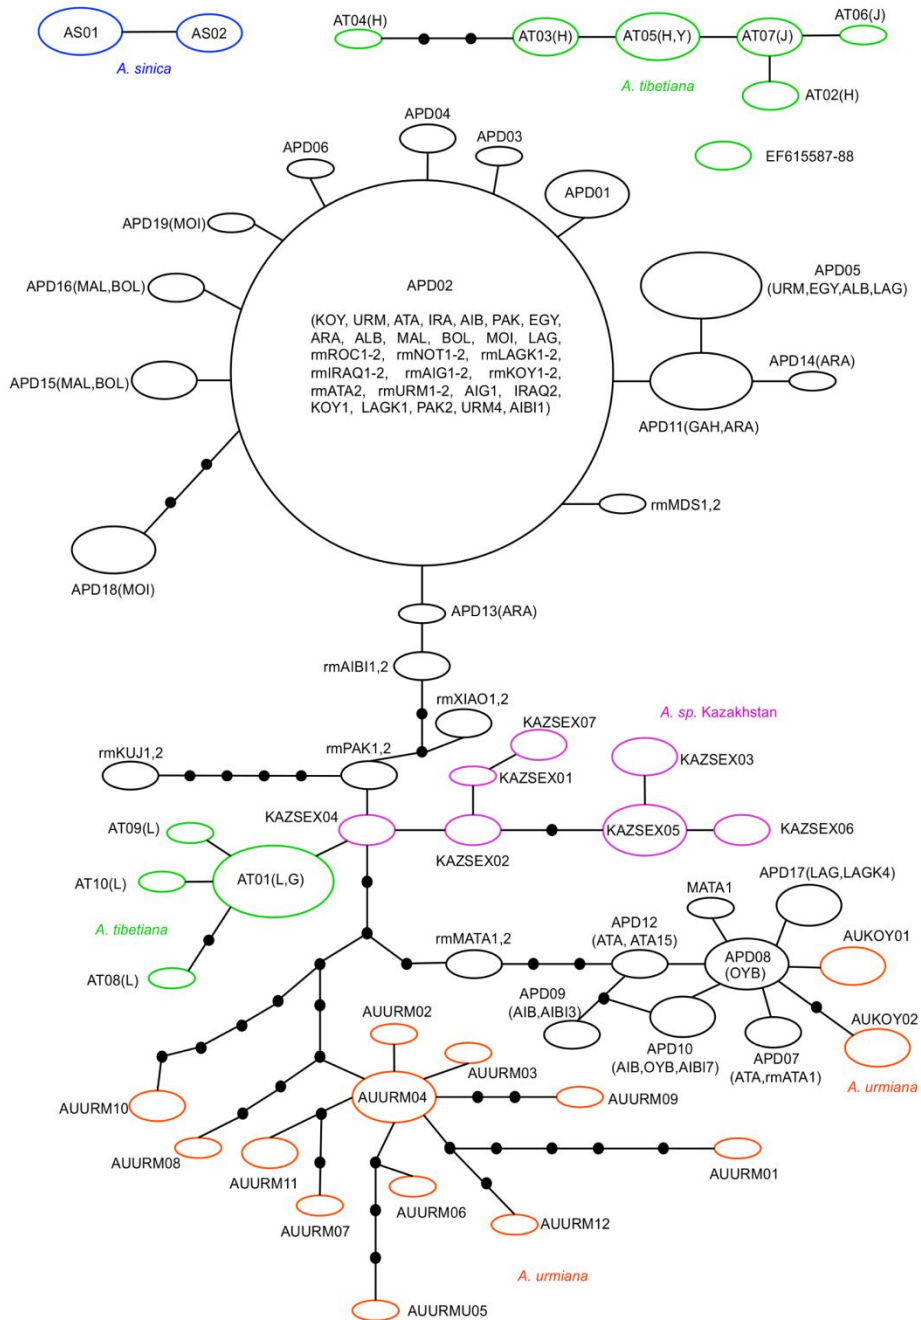 AS01
AS02
A. sinica
AT04(H)
AT03(H)
AT05(H,Y)
AT07(J)
AT06(J)
A. tibetiana
AT02(H)
EF615587-88
APD04
APD03
APD06
APD01
APD19(MOI)
APD16(MAL,BOL)
APD15(MAL,BOL)
APD02
(KOY, URM, ATA, IRA, AIB, PAK, EGY,
ARA, ALB, MAL, BOL, MOI, LAG,
rmROC1-2, rmNOT1-2, rmLAGK1-2,
rmIRAQ1-2, rmAIG1-2, rmKOY1-2,
rmATA2, rmURM1-2, AIG1, IRAQ2,
KOY1, LAGK1, PAK2, URM4, AIBI1)
APD05
(URM,EGY,ALB,LAG)
APD14(ARA)
APD11(GAH,ARA)
rmMDS1,2
APD18(MOI)
APD13(ARA)
rmAIBI1,2
rmXIAO1,2
rmKUJ1,2
rmPAK1,2
A. sp. Kazakhstan
KAZSEX07
KAZSEX01
KAZSEX03
KAZSEX04
KAZSEX02
KAZSEX05
KAZSEX06
AT09(L)
AT01(L,G)
AT10(L)
A. tibetiana
AT08(L)
rmMATA1,2
APD12
(ATA, ATA15)
MATA1
APD17(LAG,LAGK4)
APD08
(OYB)
AUKOY01
APD09
(AIB,AIBI3)
APD10
(AIB,OYB,AIBI7)
APD07
(ATA,rmATA1)
AUKOY02
A. urmiana
AUURM02
AUURM03
AUURM04
AUURM09
AUURM10
AUURM08
AUURM11
AUURM07
AUURM06
AUURM12
AUURM01
AUURMU05
A. urmiana